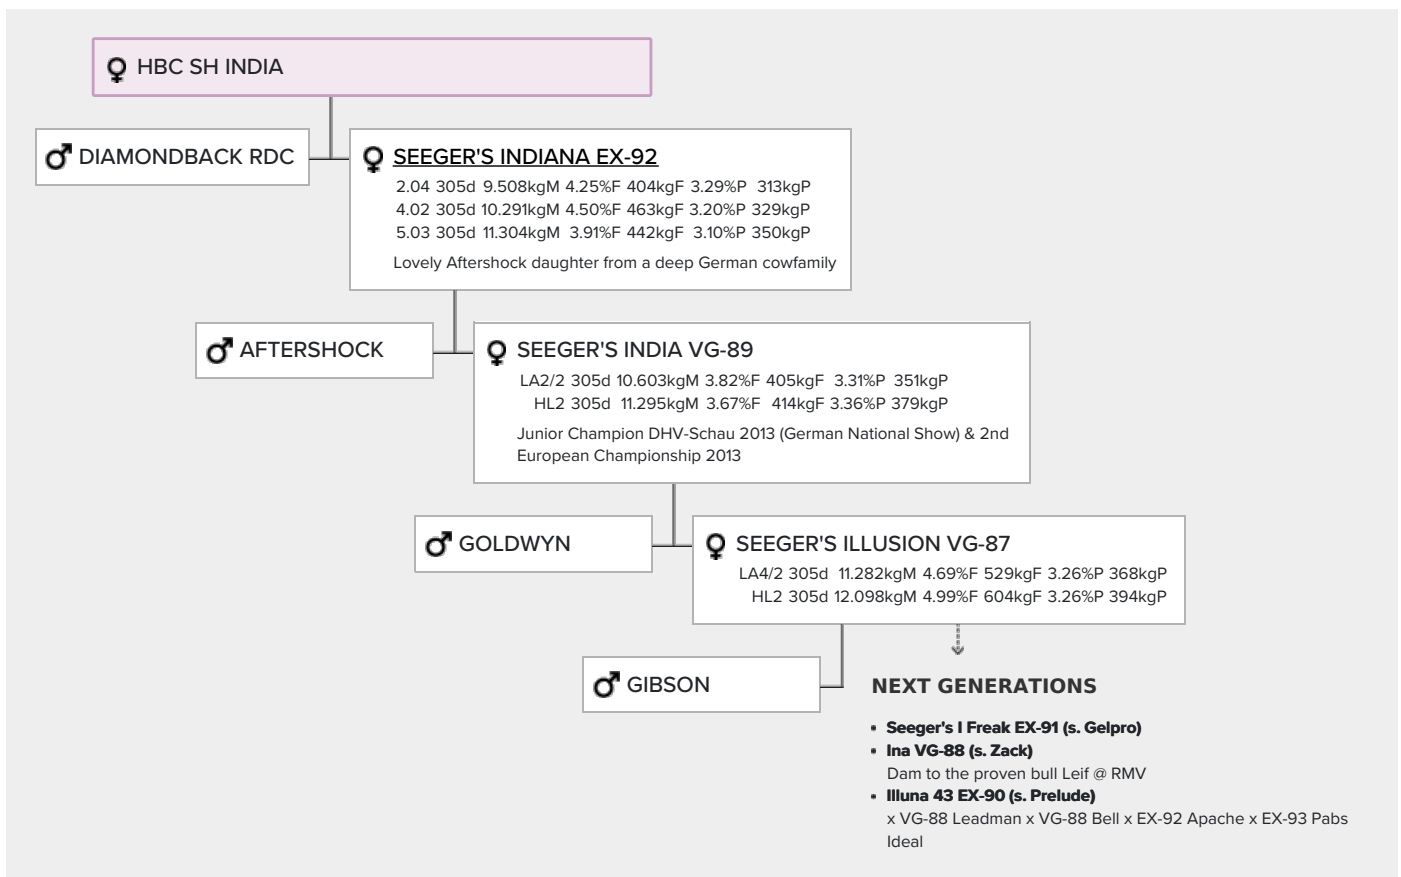 HBC SH INDIA
DIAMONDBACK RDC
SEEGER'S INDIANA EX-92
2.04 305d 9.508kgM 4.25%F 404kgF 3.29%P 313kgP
4.02 305d 10.291kgM 4.50%F 463kgF 3.20%P 329kgP
5.03 305d 11.304kgM 3.91%F 442kgF 3.10%P 350kgP
Lovely Aftershock daughter from a deep German cowfamily
AFTERSHOCK
SEEGER'S INDIA VG-89
LA2/2 305d 10.603kgM 3.82%F 405kgF 3.31%P 351kgP
HL2 305d 11.295kgM 3.67%F 414kgF 3.36%P 379kgP
Junior Champion DHV-Schau 2013 (German National Show) & 2nd
European Championship 2013
GOLDWYN
SEEGER'S ILLUSION VG-87
LA4/2 305d 11.282kgM 4.69%F 529kgF 3.26%P 368kgP
HL2 305d 12.098kgM 4.99%F 604kgF 3.26%P 394kgP
GIBSON
NEXT GENERATIONS
• Seeger's I Freak EX-91 (s. Gelpro)
• Ina VG-88 (s. Zack)
Dam to the proven bull Leif @ RMV
• Illuna 43 EX-90 (s. Prelude)
x VG-88 Leadman x VG-88 Bell x EX-92 Apache x EX-93 Pabs
Ideal